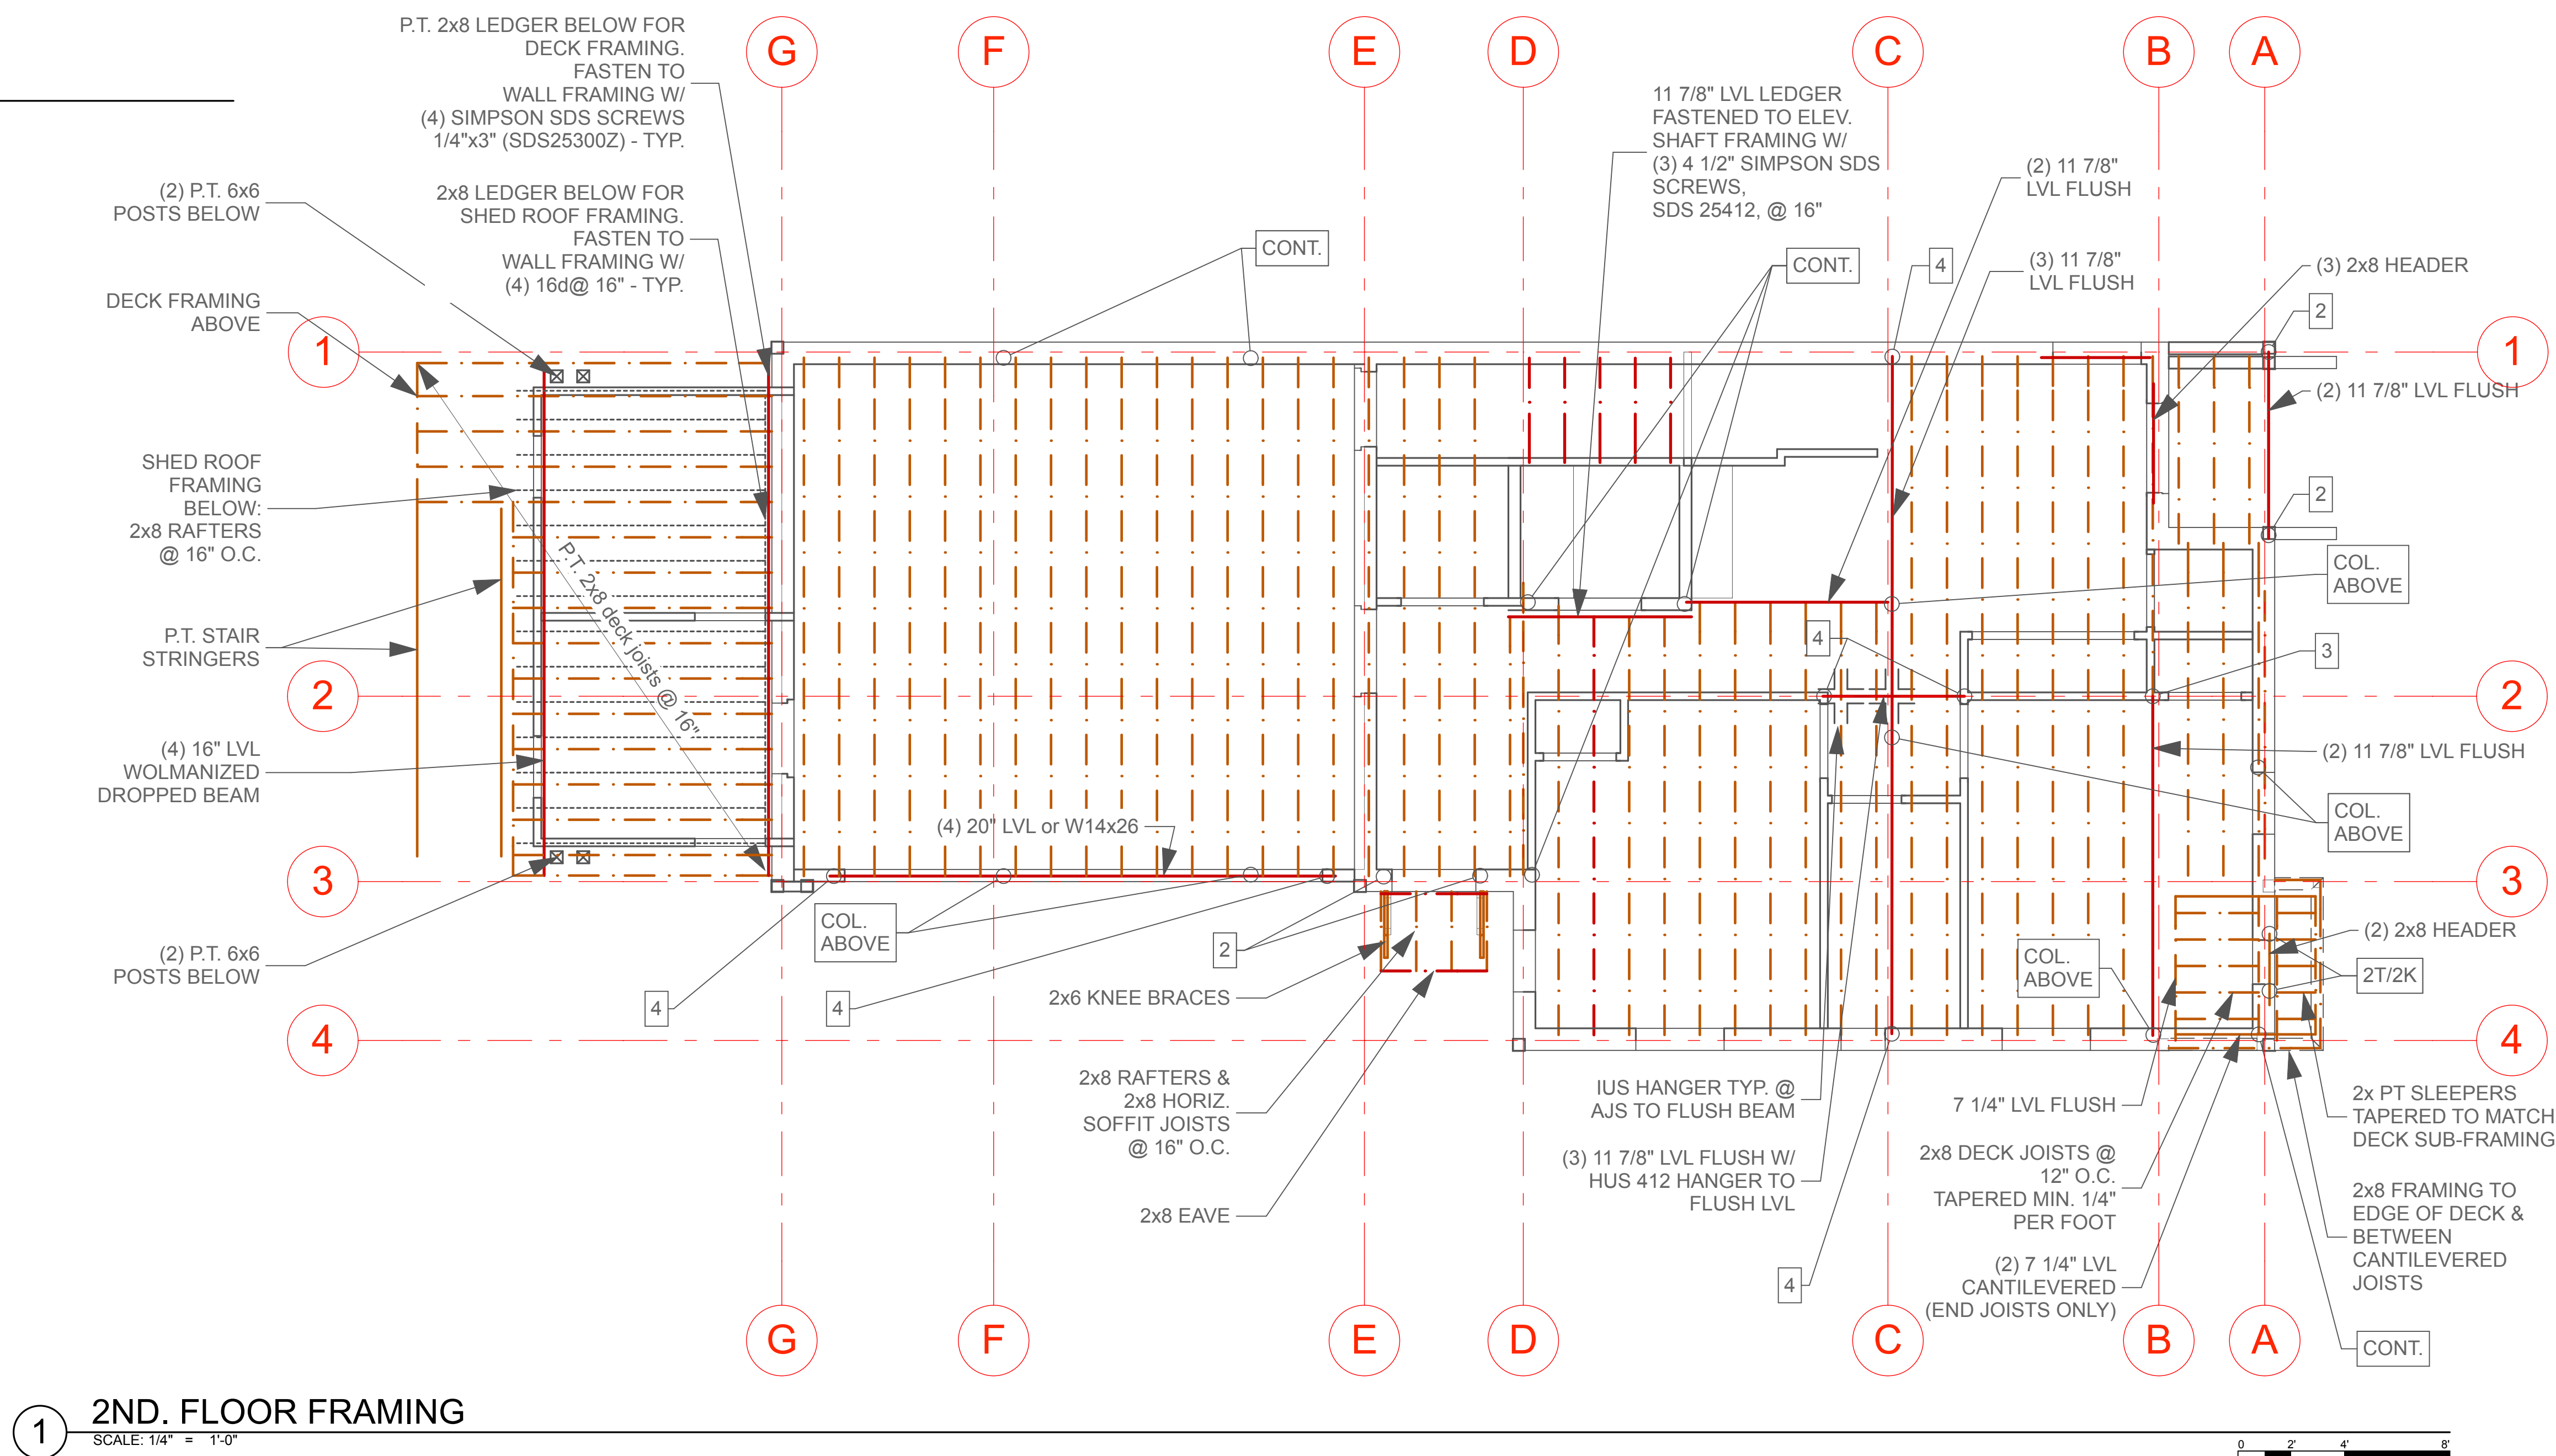 P.T. 2x8 LEDGER BELOW FOR
DECK FRAMING.
FASTEN TO
WALL FRAMING W/
(4) SIMPSON SDS SCREWS
1/4"x3" (SDS25300Z) - TYP.
G
F
E
D
C
B
A
11 7/8" LVL LEDGER
FASTENED TO ELEV.
SHAFT FRAMING W/
(3) 4 1/2" SIMPSON SDS
SCREWS,
SDS 25412, @ 16"
(2) 11 7/8"
LVL FLUSH
(2) P.T. 6x6
POSTS BELOW
2x8 LEDGER BELOW FOR
SHED ROOF FRAMING.
FASTEN TO
WALL FRAMING W/
(4) 16d@ 16" - TYP.
CONT.
CONT.
4
(3) 11 7/8"
LVL FLUSH
(3) 2x8 HEADER
2
DECK FRAMING
ABOVE
1
1
(2) 11 7/8" LVL FLUSH
SHED ROOF
FRAMING
BELOW:
2x8 RAFTERS
@ 16" O.C.
2
COL.
ABOVE
P.T. 2x8 deck joists @ 16"
P.T. STAIR
STRINGERS
4
3
2
2
(4) 16" LVL
WOLMANIZED
DROPPED BEAM
(2) 11 7/8" LVL FLUSH
COL.
ABOVE
(4) 20" LVL or W14x26
3
3
COL.
ABOVE
2
COL.
ABOVE
(2) 2x8 HEADER
2T/2K
(2) P.T. 6x6
POSTS BELOW
4
4
2x6 KNEE BRACES
4
4
2x8 RAFTERS &
2x8 HORIZ.
SOFFIT JOISTS
@ 16" O.C.
IUS HANGER TYP. @
AJS TO FLUSH BEAM
7 1/4" LVL FLUSH
2x PT SLEEPERS
TAPERED TO MATCH
DECK SUB-FRAMING
(3) 11 7/8" LVL FLUSH W/
HUS 412 HANGER TO
FLUSH LVL
2x8 DECK JOISTS @
12" O.C.
TAPERED MIN. 1/4"
PER FOOT
2x8 FRAMING TO
EDGE OF DECK &
BETWEEN
CANTILEVERED
JOISTS
2x8 EAVE
4
(2) 7 1/4" LVL
CANTILEVERED
(END JOISTS ONLY)
CONT.
G
F
E
D
C
B
A
1
2ND. FLOOR FRAMING
SCALE: 1/4" = 1'-0"
0 2' 4' 8'